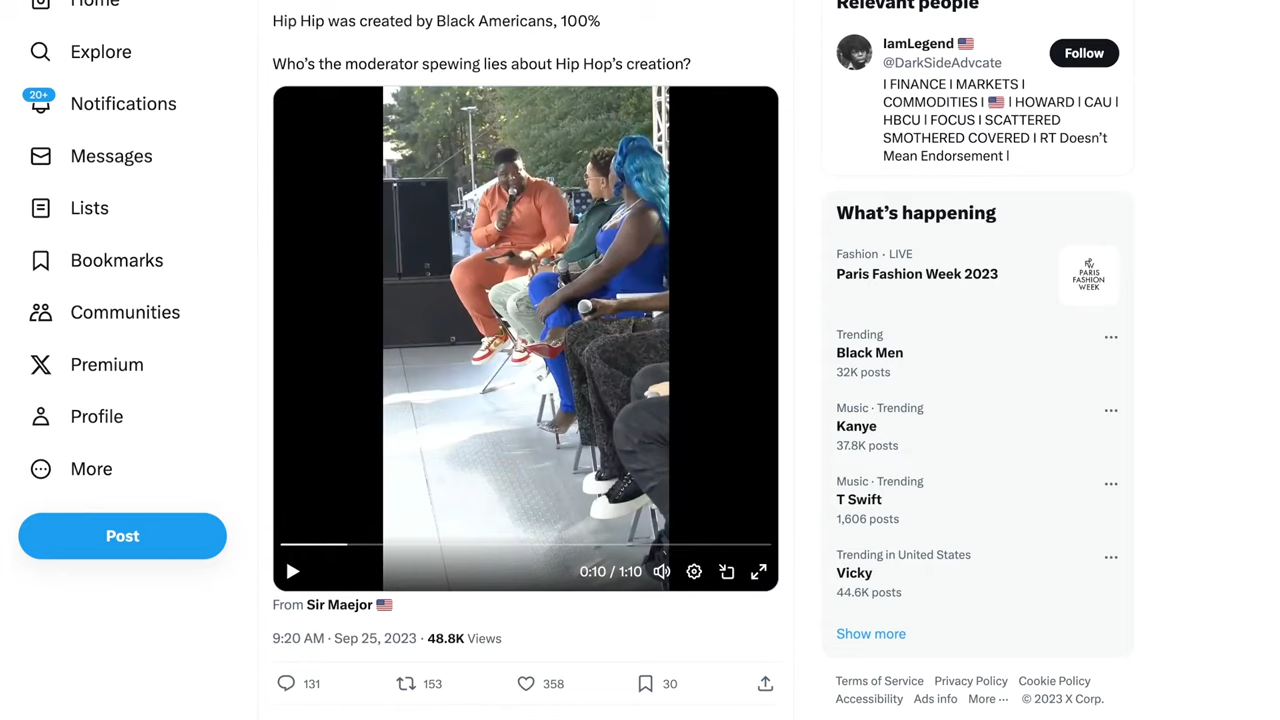 Home
Explore
20+
Notifications
Messages
Lists
Bookmarks
Communities
Premium
Profile
More
Post
Hip Hip was created by Black Americans, 100%
Who's the moderator spewing lies about Hip Hop's creation?
0:10 / 1:10
From Sir Maejor 🇺🇸
9:20 AM · Sep 25, 2023 · 48.8K Views
131 153 358 30
Relevant people
IamLegend 🇺🇸
@DarkSideAdvcate
Follow
I FINANCE I MARKETS I
COMMODITIES I 🇺🇸 I HOWARD I CAU I
HBCU I FOCUS I SCATTERED
SMOTHERED COVERED I RT Doesn't
Mean Endorsement I
What's happening
Fashion · LIVE
Paris Fashion Week 2023
PARIS
FASHION
WEEK
Trending
Black Men
32K posts
Music · Trending
Kanye
37.8K posts
Music · Trending
T Swift
1,606 posts
Trending in United States
Vicky
44.6K posts
Show more
Terms of Service Privacy Policy Cookie Policy
Accessibility Ads info More ··· © 2023 X Corp.